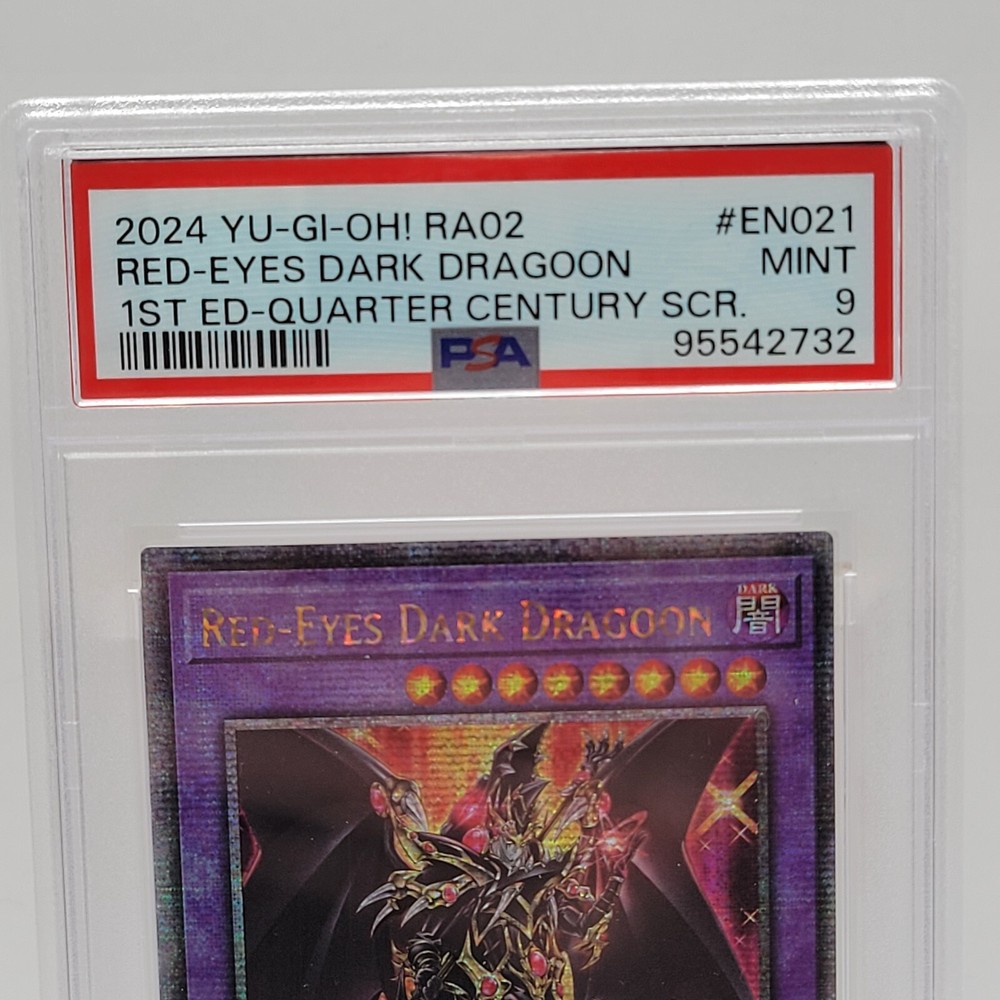 2024 YU-GI-OH! RA02 #EN021
RED-EYES DARK DRAGOON MINT
1ST ED-QUARTER CENTURY SCR. 9
PSA 95542732
RED-EYES DARK DRAGOON
DARK
闇